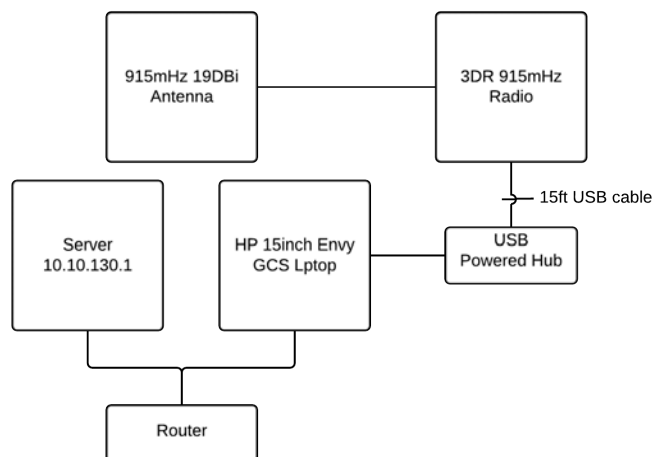 915mHz 19DBi
Antenna
3DR 915mHz
Radio
15ft USB cable
Server
10.10.130.1
HP 15inch Envy
GCS Lptop
USB
Powered Hub
Router